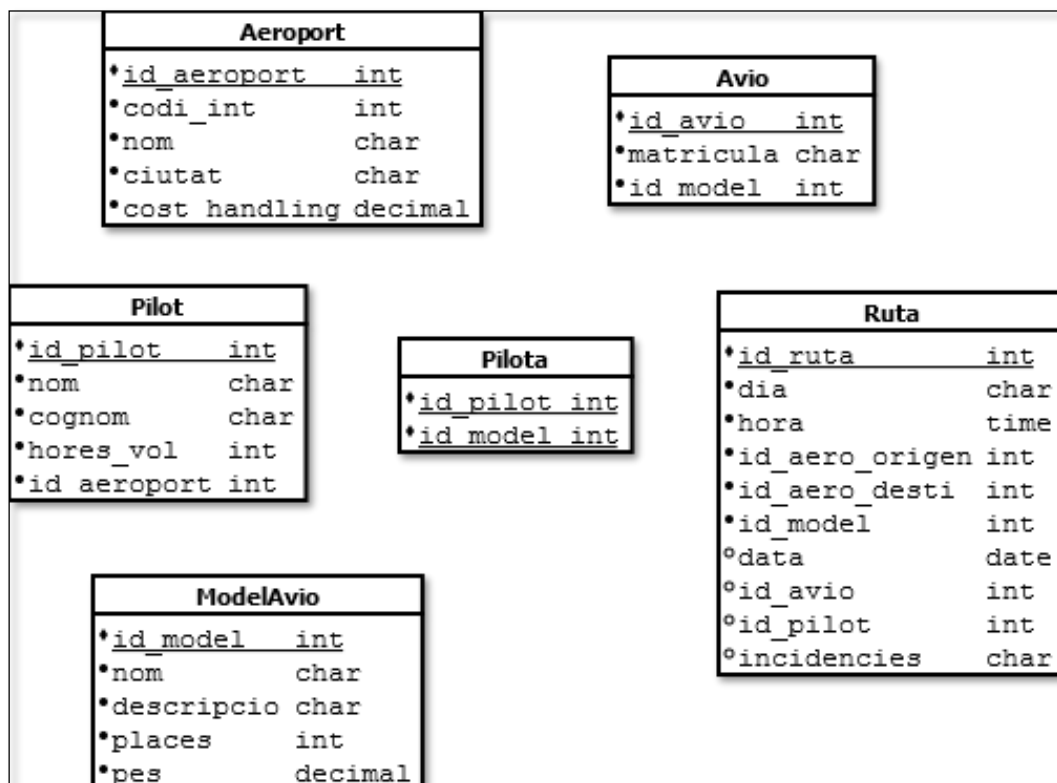 Aeroport
id_aeroport int
codi_int int
nom char
ciutat char
cost_handling decimal
Avio
id_avio int
matricula char
id_model int
Pilot
id_pilot int
nom char
cognom char
hores_vol int
id_aeroport int
Pilota
id_pilot int
id_model int
Ruta
id_ruta int
dia char
hora time
id_aero_origen int
id_aero_desti int
id_model int
data date
id_avio int
id_pilot int
incidencies char
ModelAvio
id_model int
nom char
descripcio char
places int
pes decimal